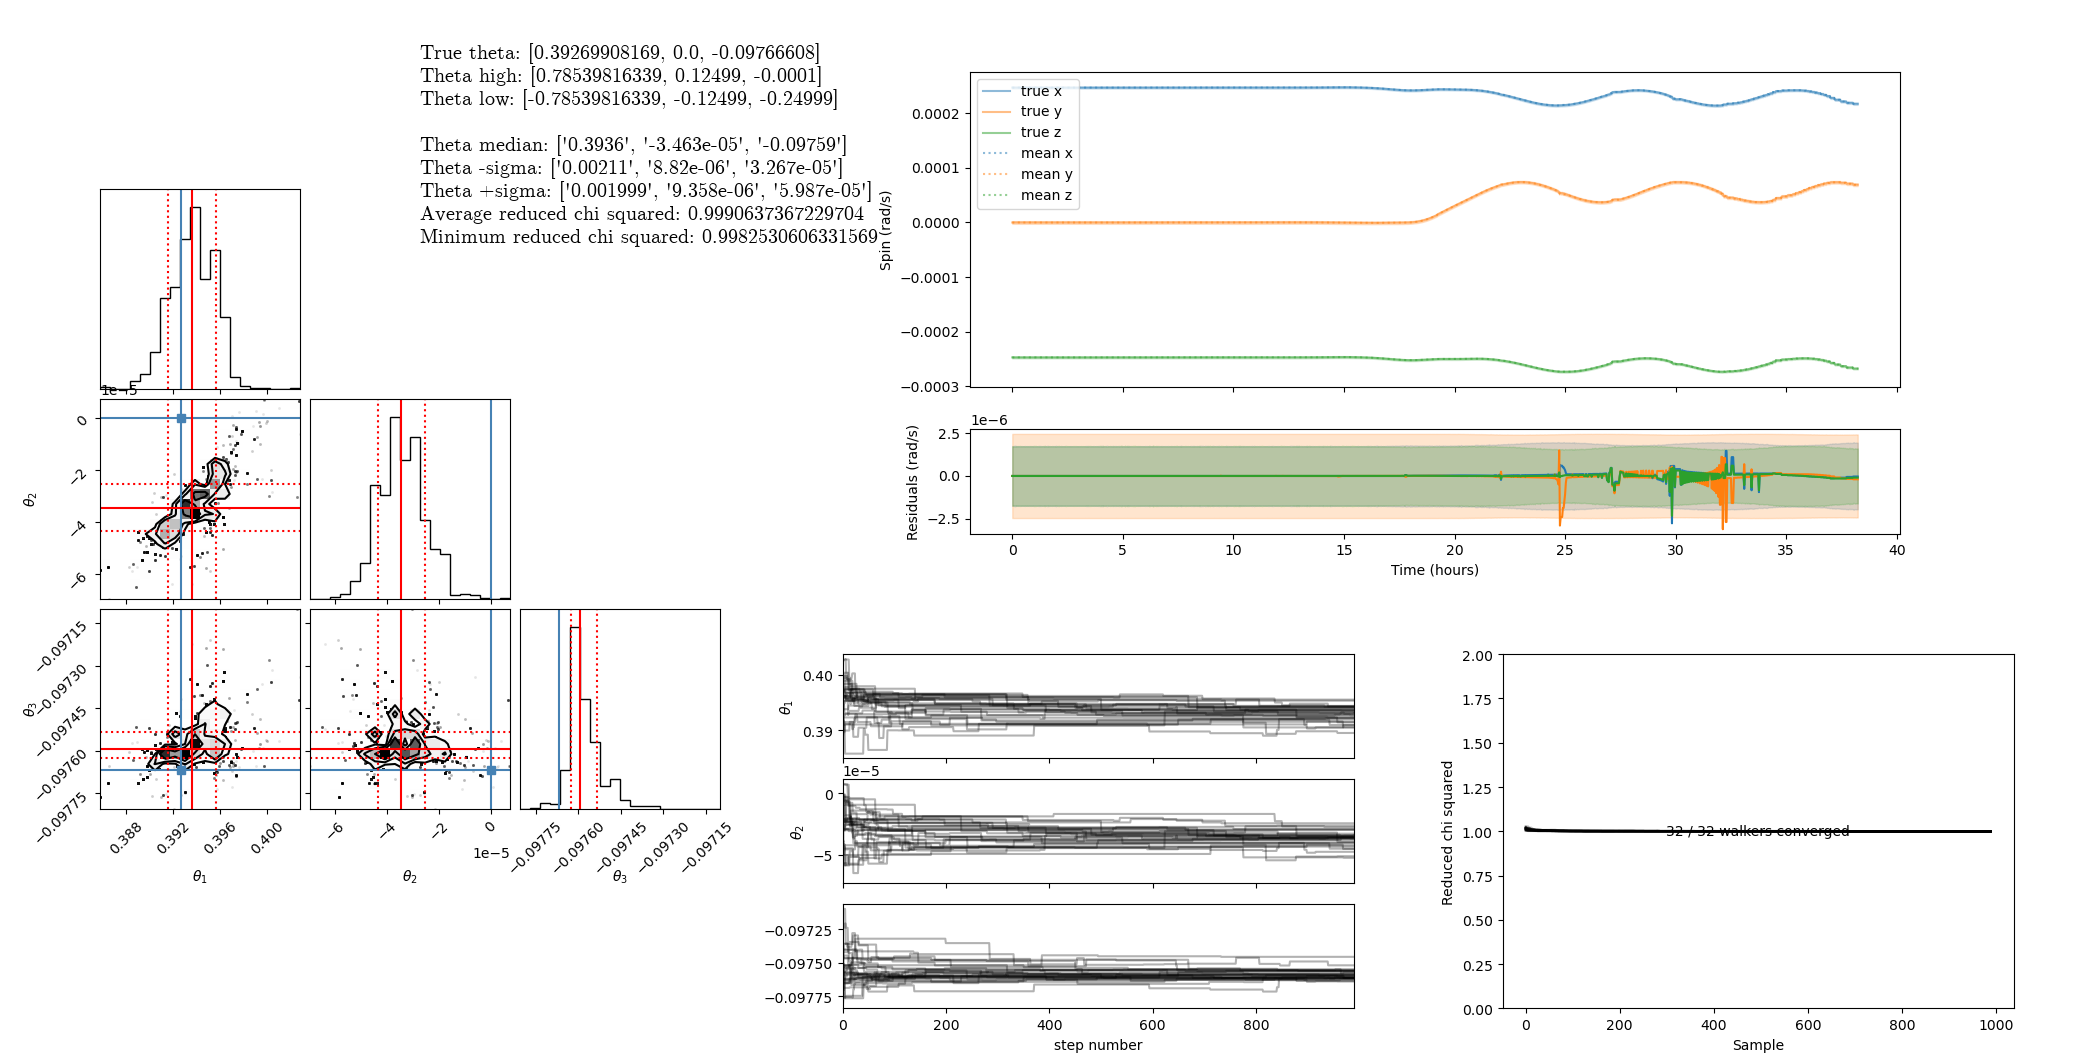 True theta: [0.39269908169, 0.0, -0.09766608]
Theta high: [0.78539816339, 0.12499, -0.0001]
Theta low: [-0.78539816339, -0.12499, -0.24999]
Theta median: ['0.3936', '-3.463e-05', '-0.09759']
Theta -sigma: ['0.00211', '8.82e-06', '3.267e-05']
Theta +sigma: ['0.001999', '9.358e-06', '5.987e-05']
Average reduced chi squared: 0.9990637367229704
Minimum reduced chi squared: 0.9982530606331569
1e−5
θ2
0
−2
−4
−6
θ3
−0.09715
−0.09730
−0.09745
−0.09760
−0.09775
0.388
0.392
0.396
0.400
θ1
−6
−4
−2
0
1e−5
θ2
−0.09775
−0.09760
−0.09745
−0.09730
−0.09715
θ3
true x
true y
true z
mean x
mean y
mean z
Spin (rad/s)
0.0002
0.0001
0.0000
−0.0001
−0.0002
−0.0003
1e−6
Residuals (rad/s)
2.5
0.0
−2.5
0
5
10
15
20
25
30
35
40
Time (hours)
θ1
0.40
0.39
1e−5
θ2
0
−5
−0.09725
−0.09750
−0.09775
0
200
400
600
800
step number
Reduced chi squared
2.00
1.75
1.50
1.25
1.00
0.75
0.50
0.25
0.00
32 / 32 walkers converged
0
200
400
600
800
1000
Sample